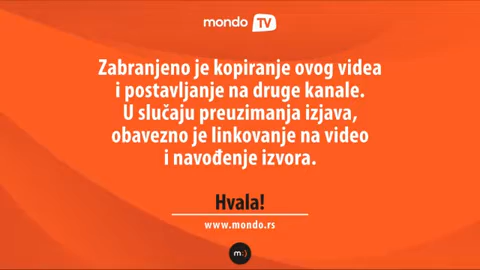 mondo TV
Zabranjeno je kopiranje ovog videa
i postavljanje na druge kanale.
U slučaju preuzimanja izjava,
obavezno je linkovanje na video
i navođenje izvora.
Hvala!
www.mondo.rs
m:)